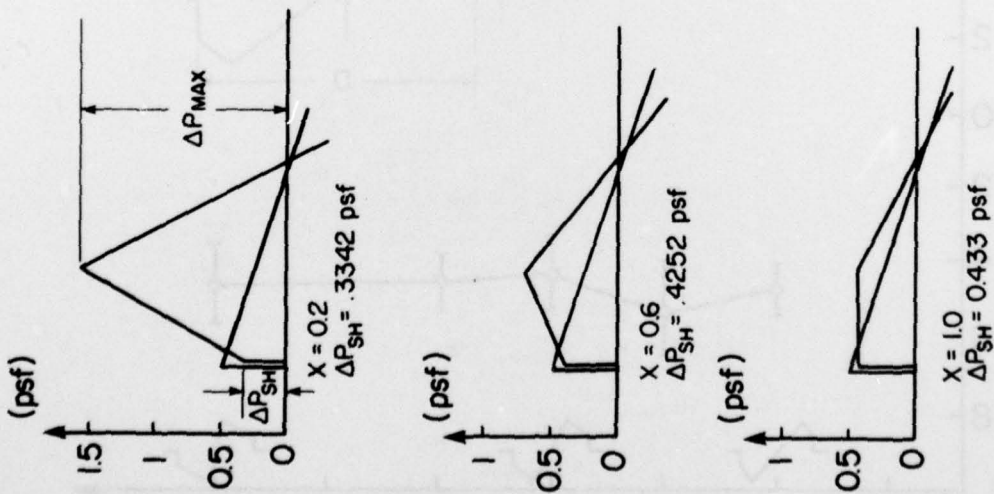 (psf)
1.5
1
0.5
0
ΔP_MAX
ΔP_SH
X = 0.2
ΔP_SH = .3342 psf
(psf)
1
0.5
0
X = 0.6
ΔP_SH = .4252 psf
(psf)
1
0.5
0
X = 1.0
ΔP_SH = 0.433 psf